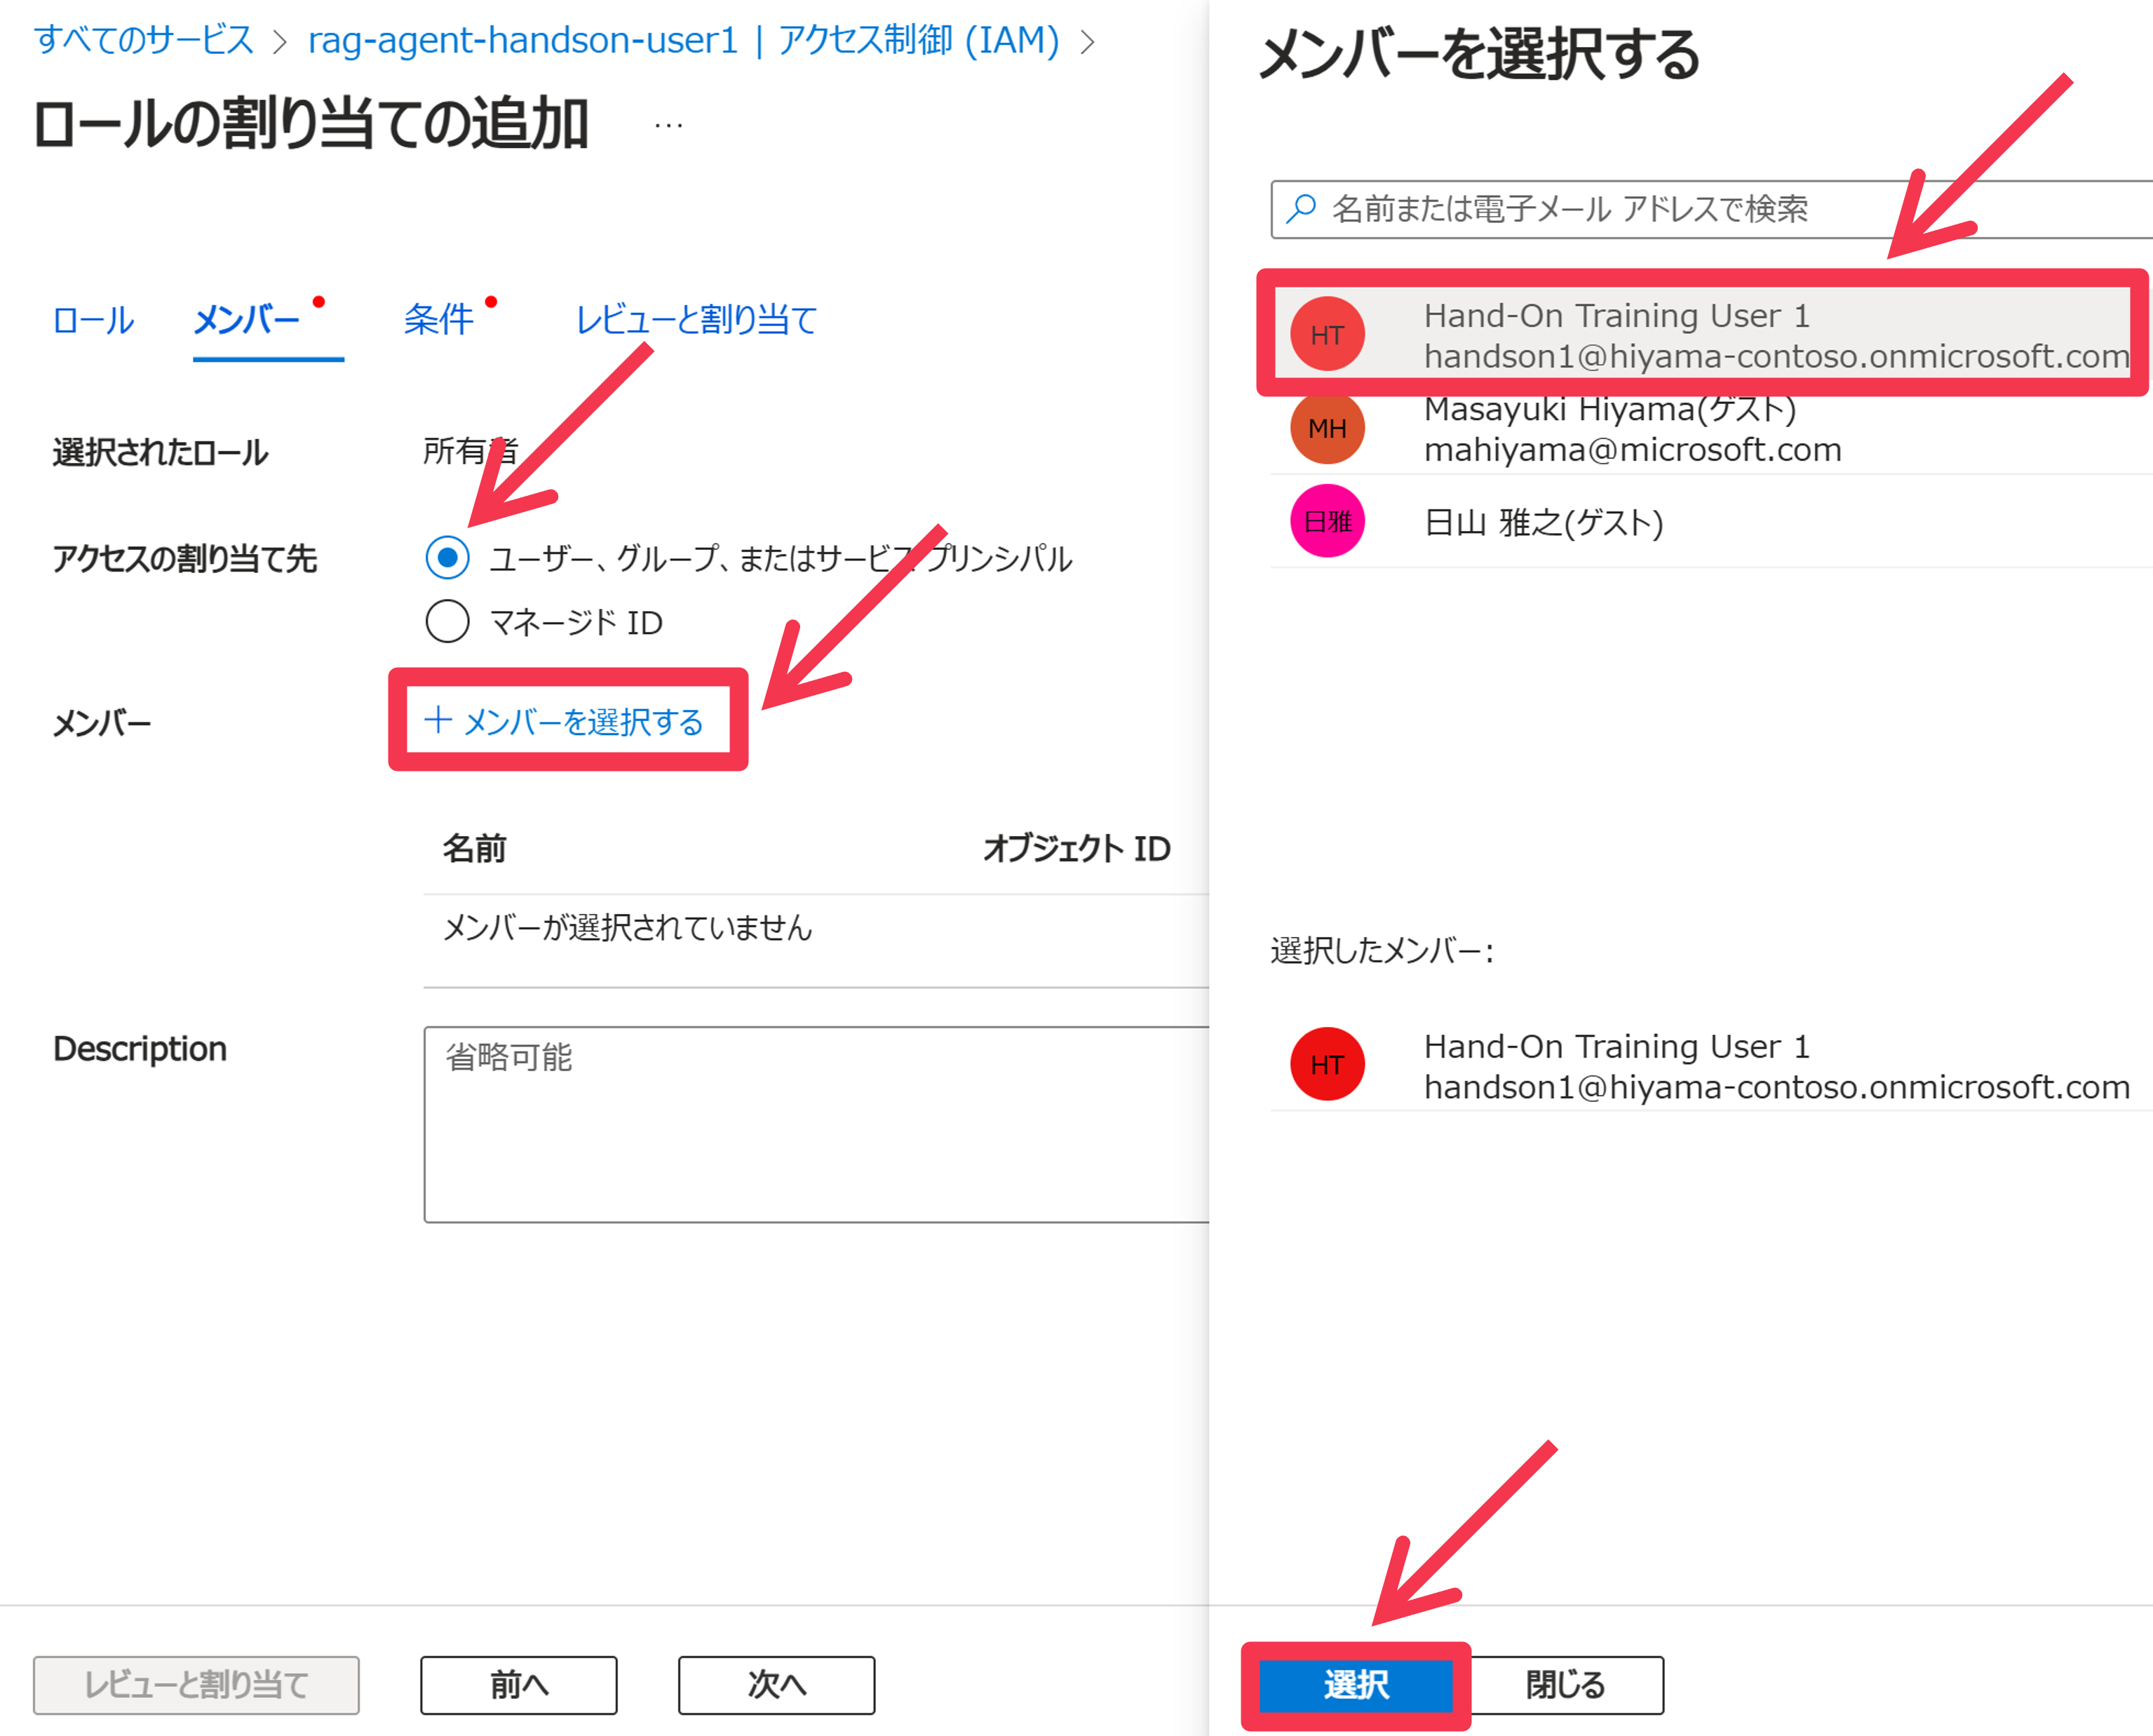 すべてのサービス > rag-agent-handson-user1 | アクセス制御 (IAM) >
ロールの割り当ての追加 ...
ロール メンバー 条件 レビューと割り当て
選択されたロール 所有者
アクセスの割り当て先 ユーザー、グループ、またはサービス プリンシパル
マネージド ID
メンバー + メンバーを選択する
名前 オブジェクト ID
メンバーが選択されていません
Description 省略可能
レビューと割り当て 前へ 次へ
メンバーを選択する
名前または電子メール アドレスで検索
HT Hand-On Training User 1
handson1@hiyama-contoso.onmicrosoft.com
MH Masayuki Hiyama(ゲスト)
mahiyama@microsoft.com
日雅 日山 雅之(ゲスト)
選択したメンバー:
HT Hand-On Training User 1
handson1@hiyama-contoso.onmicrosoft.com
選択 閉じる